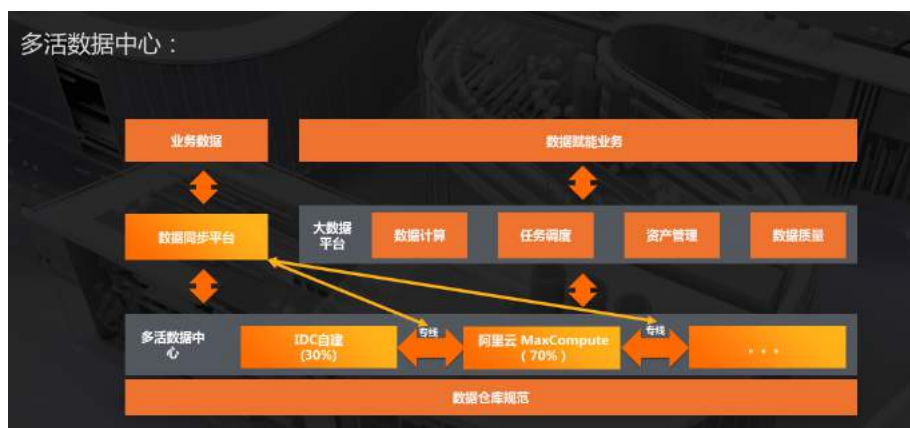 多活数据中心：
业务数据
数据赋能业务
数据同步平台
大数据
平台
数据计算
任务调度
资产管理
数据质量
多活数据中
心
IDC自建
(30%)
专线
阿里云 MaxCompute
（70%）
专线
...
数据仓库规范